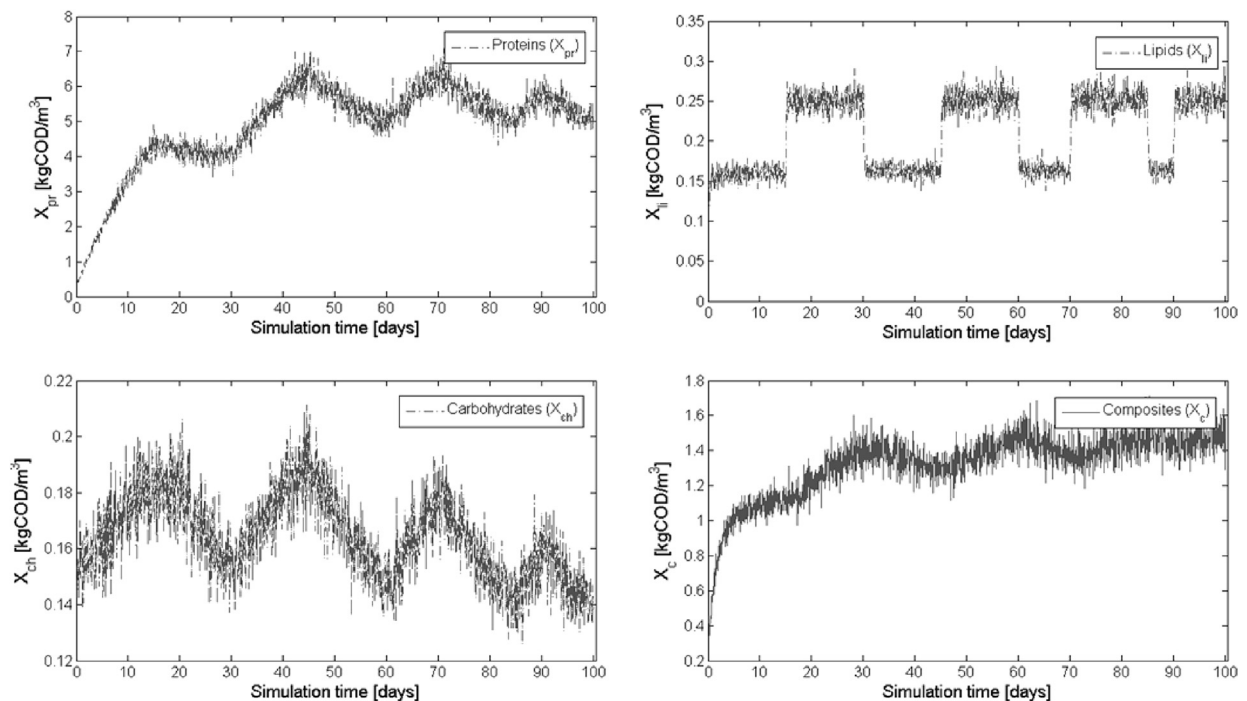 8
7
6
5
4
3
2
1
0
X_pr [kgCOD/m³]
Proteins (X_pr)
0 10 20 30 40 50 60 70 80 90 100
Simulation time [days]
0.35
0.3
0.25
0.2
0.15
0.1
0.05
0
X_li [kgCOD/m³]
Lipids (X_li)
0 10 20 30 40 50 60 70 80 90 100
Simulation time [days]
0.22
0.2
0.18
0.16
0.14
0.12
X_ch [kgCOD/m³]
Carbohydrates (X_ch)
0 10 20 30 40 50 60 70 80 90 100
Simulation time [days]
1.8
1.6
1.4
1.2
1
0.8
0.6
0.4
0.2
X_c [kgCOD/m³]
Composites (X_c)
0 10 20 30 40 50 60 70 80 90 100
Simulation time [days]